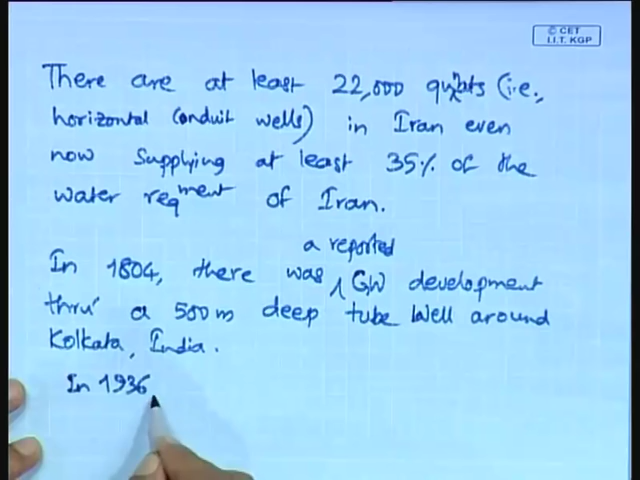 © CET
I.I.T. KGP
There are at least 22,000 qanats (i.e.,
horizontal conduit wells) in Iran even
now supplying at least 35% of the
water reqment of Iran.
a reported
In 1804, there was ∧ GW development
thru' a 500 m deep tube well around
Kolkata, India.
In 1936